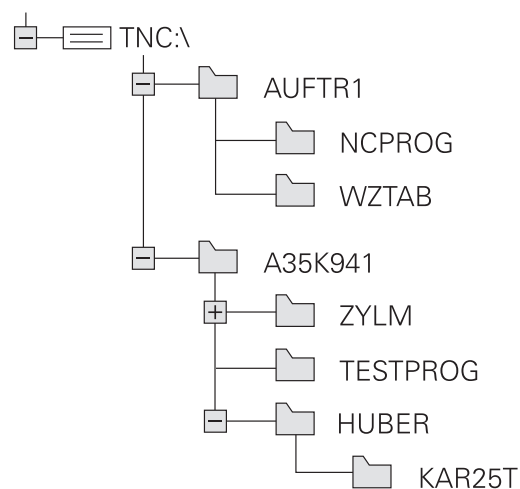 TNC:\
AUFTR1
NCPROG
WZTAB
A35K941
ZYLM
TESTPROG
HUBER
KAR25T